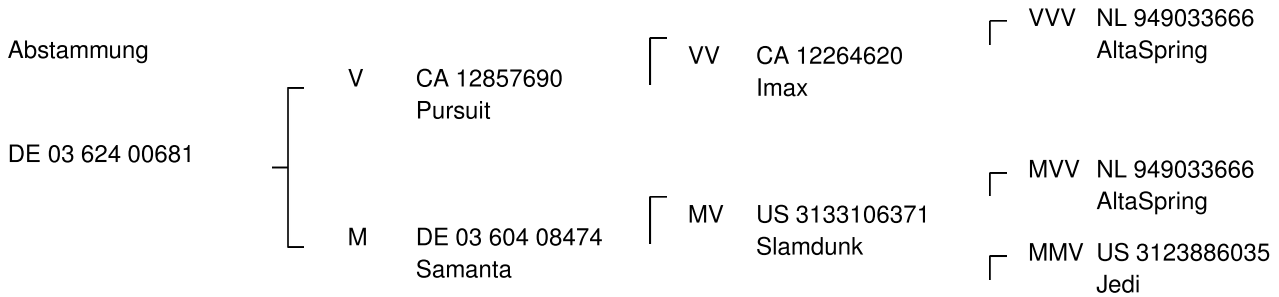 Abstammung
DE 03 624 00681
V CA 12857690
Pursuit
M DE 03 604 08474
Samanta
VV CA 12264620
Imax
MV US 3133106371
Slamdunk
VVV NL 949033666
AltaSpring
MVV NL 949033666
AltaSpring
MMV US 3123886035
Jedi